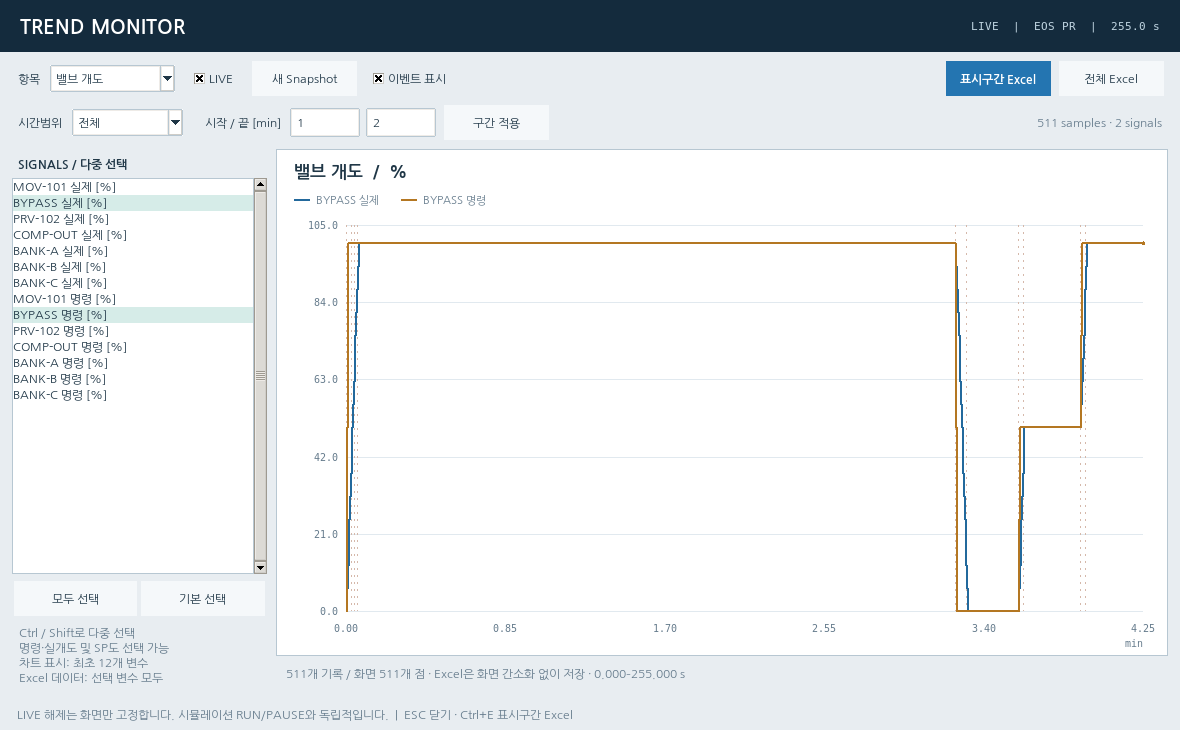 TREND MONITOR
LIVE | EOS PR | 255.0 s
항목 밸브 개도 LIVE 새 Snapshot 이벤트 표시 표시구간 Excel 전체 Excel
시간범위 전체 시작 / 끝 [min] 1 2 구간 적용 511 samples · 2 signals
SIGNALS / 다중 선택
MOV-101 실제 [%]
BYPASS 실제 [%]
PRV-102 실제 [%]
COMP-OUT 실제 [%]
BANK-A 실제 [%]
BANK-B 실제 [%]
BANK-C 실제 [%]
MOV-101 명령 [%]
BYPASS 명령 [%]
PRV-102 명령 [%]
COMP-OUT 명령 [%]
BANK-A 명령 [%]
BANK-B 명령 [%]
BANK-C 명령 [%]
모두 선택 기본 선택
Ctrl / Shift로 다중 선택
명령·실개도 및 SP도 선택 가능
차트 표시: 최초 12개 변수
Excel 데이터: 선택 변수 모두
밸브 개도 / %
BYPASS 실제 BYPASS 명령
105.0
84.0
63.0
42.0
21.0
0.0
0.00 0.85 1.70 2.55 3.40 4.25
min
511개 기록 / 화면 511개 점 · Excel은 화면 간소화 없이 저장 · 0.000–255.000 s
LIVE 해제는 화면만 고정합니다. 시뮬레이션 RUN/PAUSE와 독립적입니다. | ESC 닫기 · Ctrl+E 표시구간 Excel